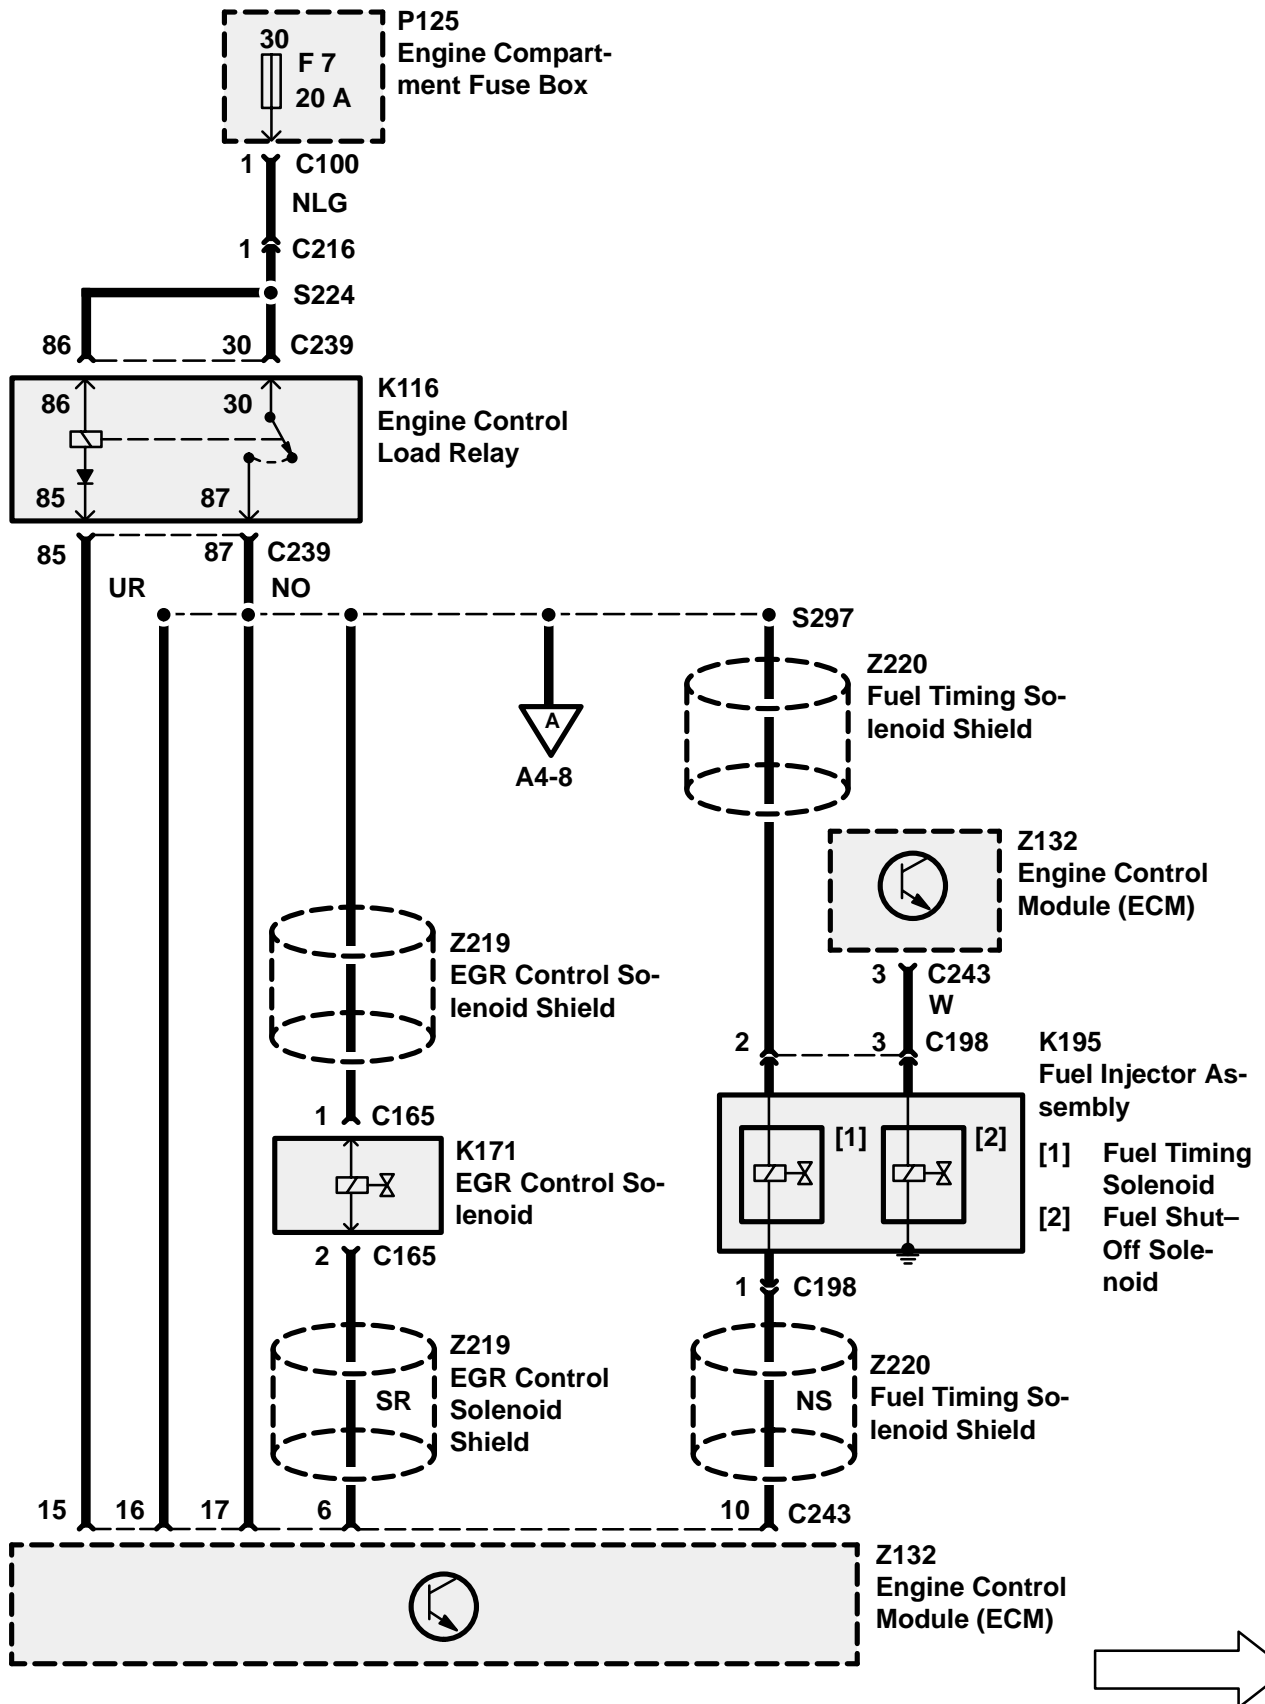 P125
Engine Compart-
ment Fuse Box
30
F 7
20 A
1 C100
NLG
1 C216
S224
86 30 C239
K116
Engine Control
Load Relay
86 30
85 87
85 87 C239
UR NO
S297
Z220
Fuel Timing So-
lenoid Shield
A
A4-8
Z132
Engine Control
Module (ECM)
Z219
EGR Control So-
lenoid Shield
3 C243
W
2 3 C198
K195
Fuel Injector As-
sembly
1 C165
K171
EGR Control So-
lenoid
[1] [2]
[1] Fuel Timing
Solenoid
[2] Fuel Shut–
Off Sole-
noid
2 C165
1 C198
Z219
EGR Control
Solenoid
Shield
SR
NS
Z220
Fuel Timing So-
lenoid Shield
15 16 17 6 10 C243
Z132
Engine Control
Module (ECM)